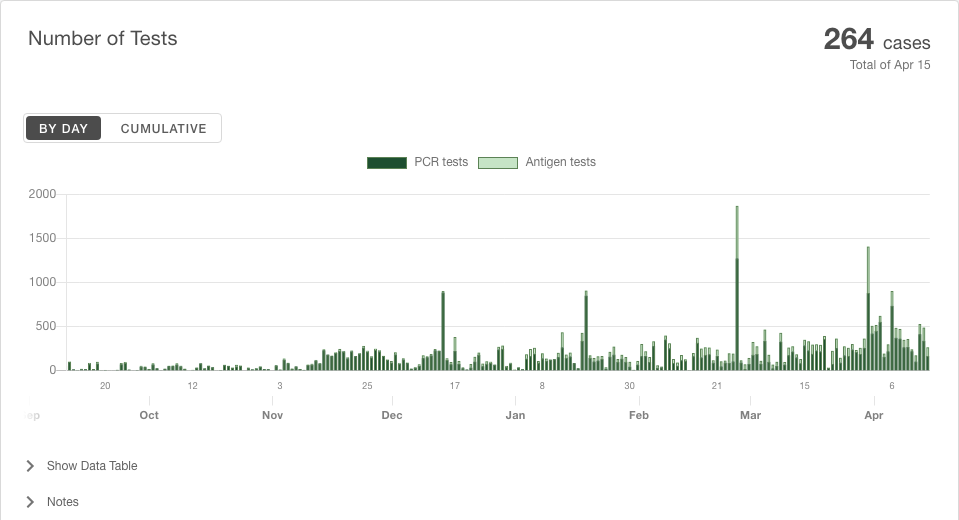 Number of Tests
264 cases
Total of Apr 15
BY DAY CUMULATIVE
PCR tests Antigen tests
2000
1500
1000
500
0
20 12 3 25 17 8 30 21 15 6
ep Oct Nov Dec Jan Feb Mar Apr
Show Data Table
Notes